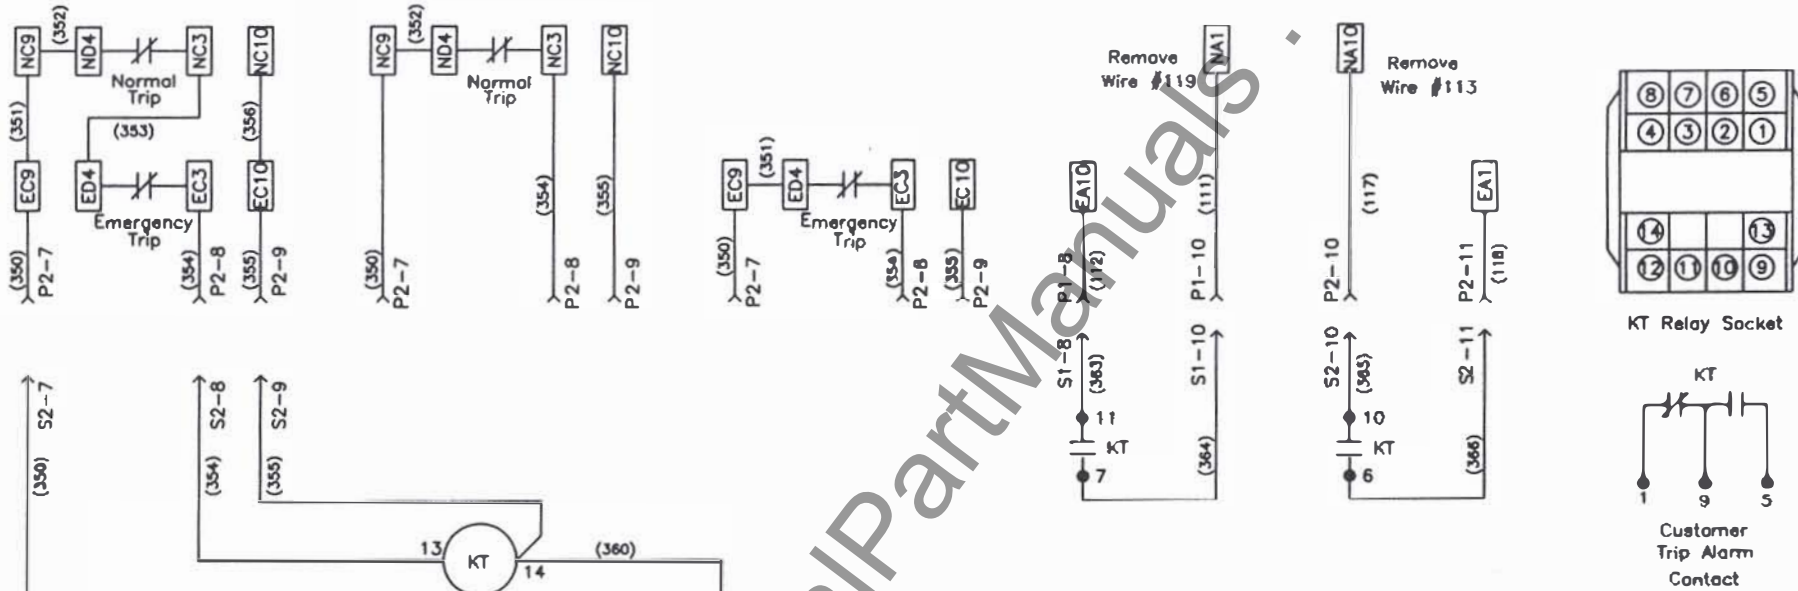 (352)
NC9
ND4
NC3
NC10
Normal
Trip
(351)
(353)
(356)
EC9
ED4
EC3
EC10
Emergency
Trip
(350)
P2-7
(354)
P2-8
(355)
P2-9
(352)
NC9
ND4
NC3
NC10
Normal
Trip
(350)
P2-7
(354)
P2-8
(355)
P2-9
(351)
EC9
ED4
EC3
EC10
Emergency
Trip
(350)
P2-7
(354)
P2-8
(355)
P2-9
Remove
Wire #119
NA1
NA10
Remove
Wire #113
EA10
(111)
(117)
EA1
P1-8
(112)
P1-10
P2-10
P2-11
(118)
S1-8
(363)
S1-10
S2-10
(365)
S2-11
11
KT
7
(364)
10
KT
6
(366)
8 7 6 5
4 3 2 1
14 13
12 11 10 9
KT Relay Socket
KT
1 9 5
Customer
Trip Alarm
Contact
S2-7
(350)
S2-8
(354)
S2-9
(355)
13
KT
14
(360)
lPartManuals.